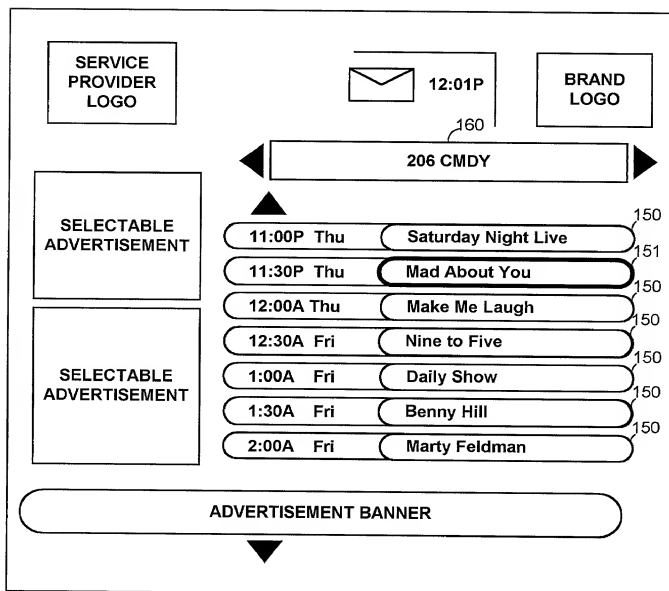 SERVICE
PROVIDER
LOGO
12:01P
BRAND
LOGO
160
206 CMDY
SELECTABLE
ADVERTISEMENT
150
11:00P Thu Saturday Night Live
151
11:30P Thu Mad About You
150
12:00A Thu Make Me Laugh
150
12:30A Fri Nine to Five
150
1:00A Fri Daily Show
150
1:30A Fri Benny Hill
150
2:00A Fri Marty Feldman
SELECTABLE
ADVERTISEMENT
ADVERTISEMENT BANNER